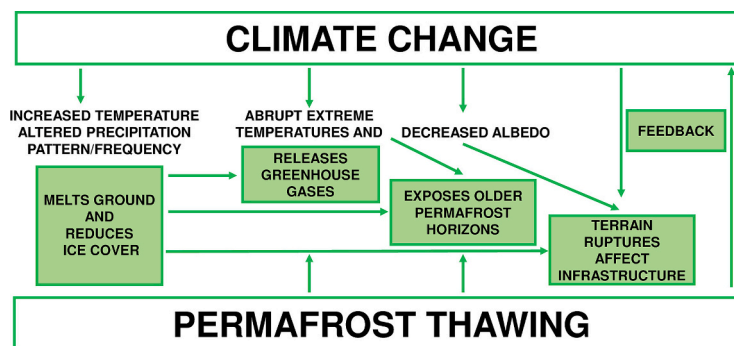 CLIMATE CHANGE
INCREASED TEMPERATURE
ALTERED PRECIPITATION
PATTERN/FREQUENCY
ABRUPT EXTREME
TEMPERATURES AND
DECREASED ALBEDO
FEEDBACK
RELEASES
GREENHOUSE
GASES
MELTS GROUND
AND
REDUCES
ICE COVER
EXPOSES OLDER
PERMAFROST
HORIZONS
TERRAIN
RUPTURES
AFFECT
INFRASTRUCTURE
PERMAFROST THAWING